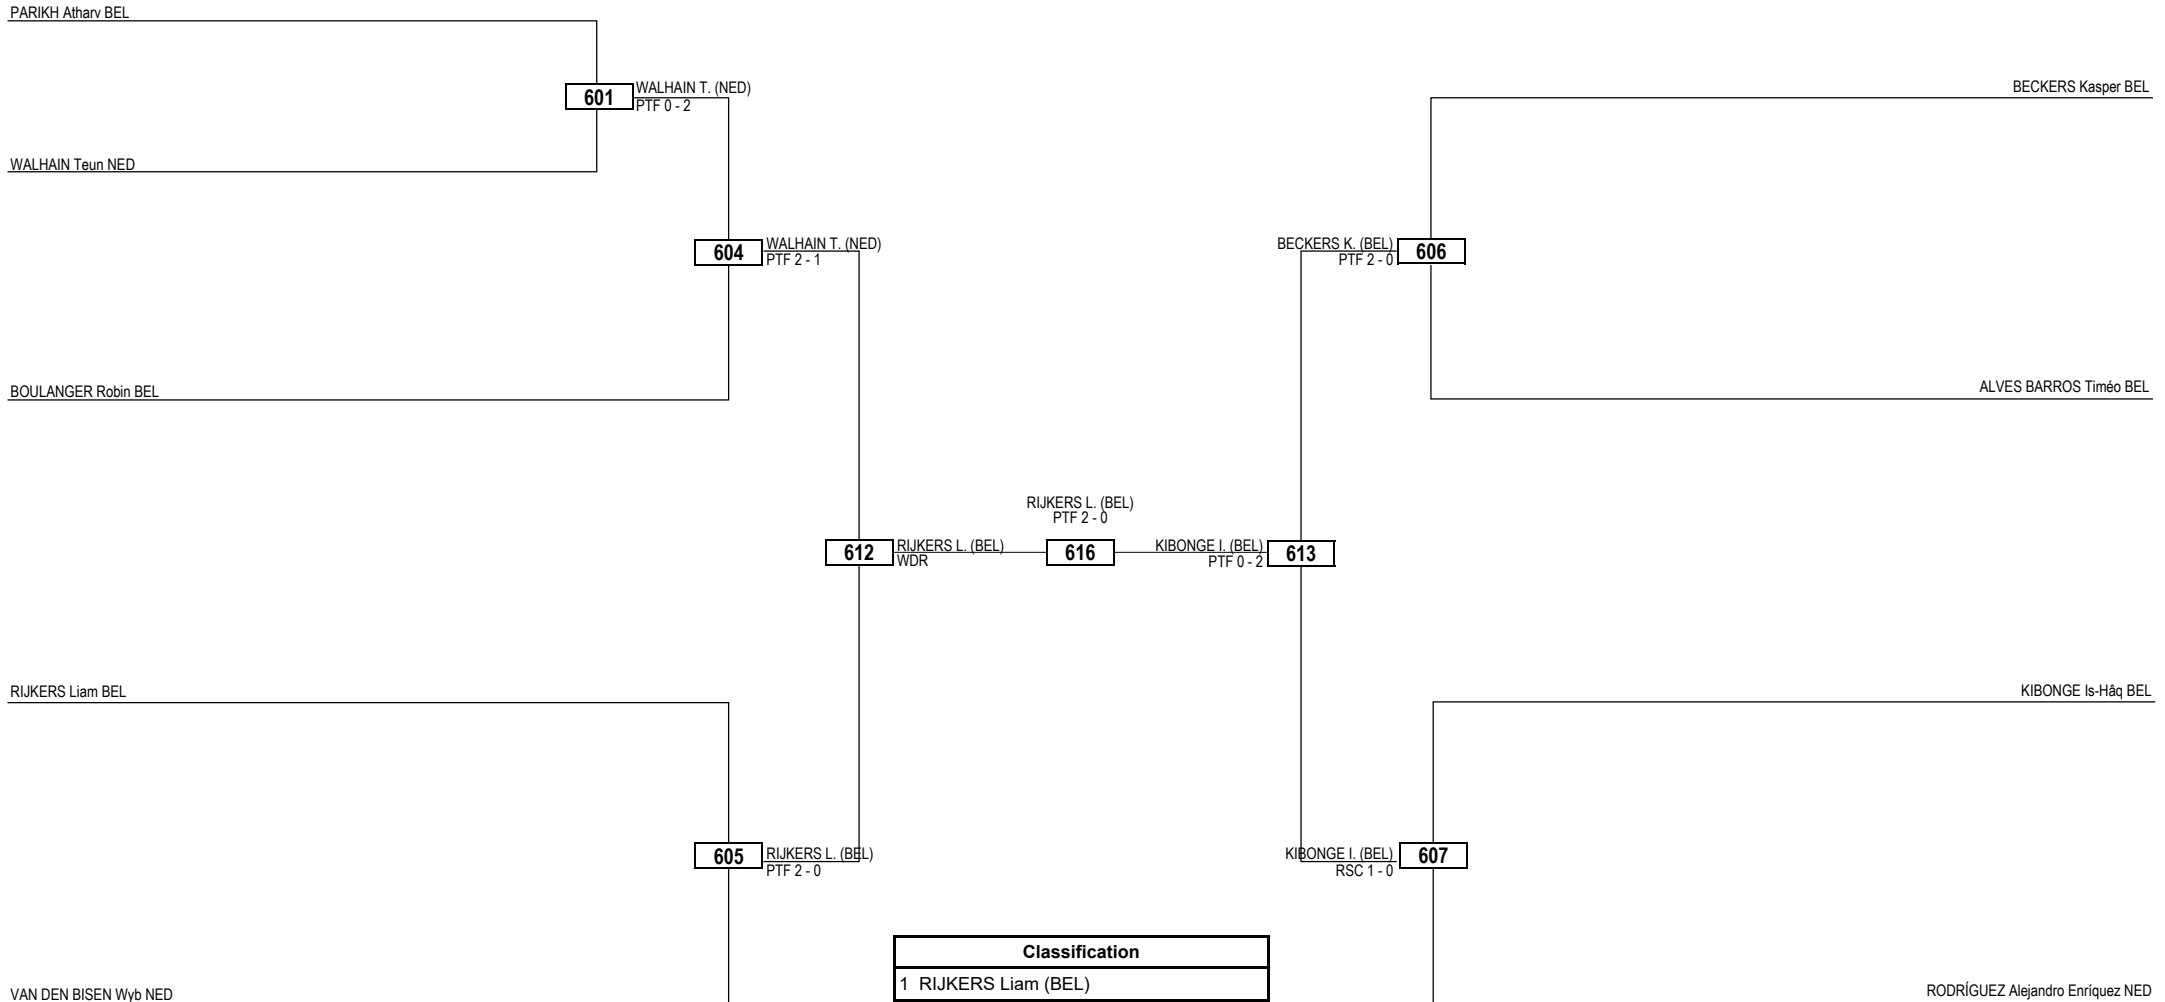 PARIKH Atharv BEL
WALHAIN T. (NED)
601
PTF 0 - 2
BECKERS Kasper BEL
WALHAIN Teun NED
WALHAIN T. (NED)
604
PTF 2 - 1
BECKERS K. (BEL)
606
PTF 2 - 0
BOULANGER Robin BEL
ALVES BARROS Timéo BEL
RIJKERS L. (BEL)
PTF 2 - 0
612
RIJKERS L. (BEL)
WDR
616
KIBONGE I. (BEL)
PTF 0 - 2
613
RIJKERS Liam BEL
KIBONGE Is-Hâq BEL
605
RIJKERS L. (BEL)
PTF 2 - 0
KIBONGE I. (BEL)
RSC 1 - 0
607
Classification
1 RIJKERS Liam (BEL)
VAN DEN BISEN Wyb NED
RODRÍGUEZ Alejandro Enríquez NED